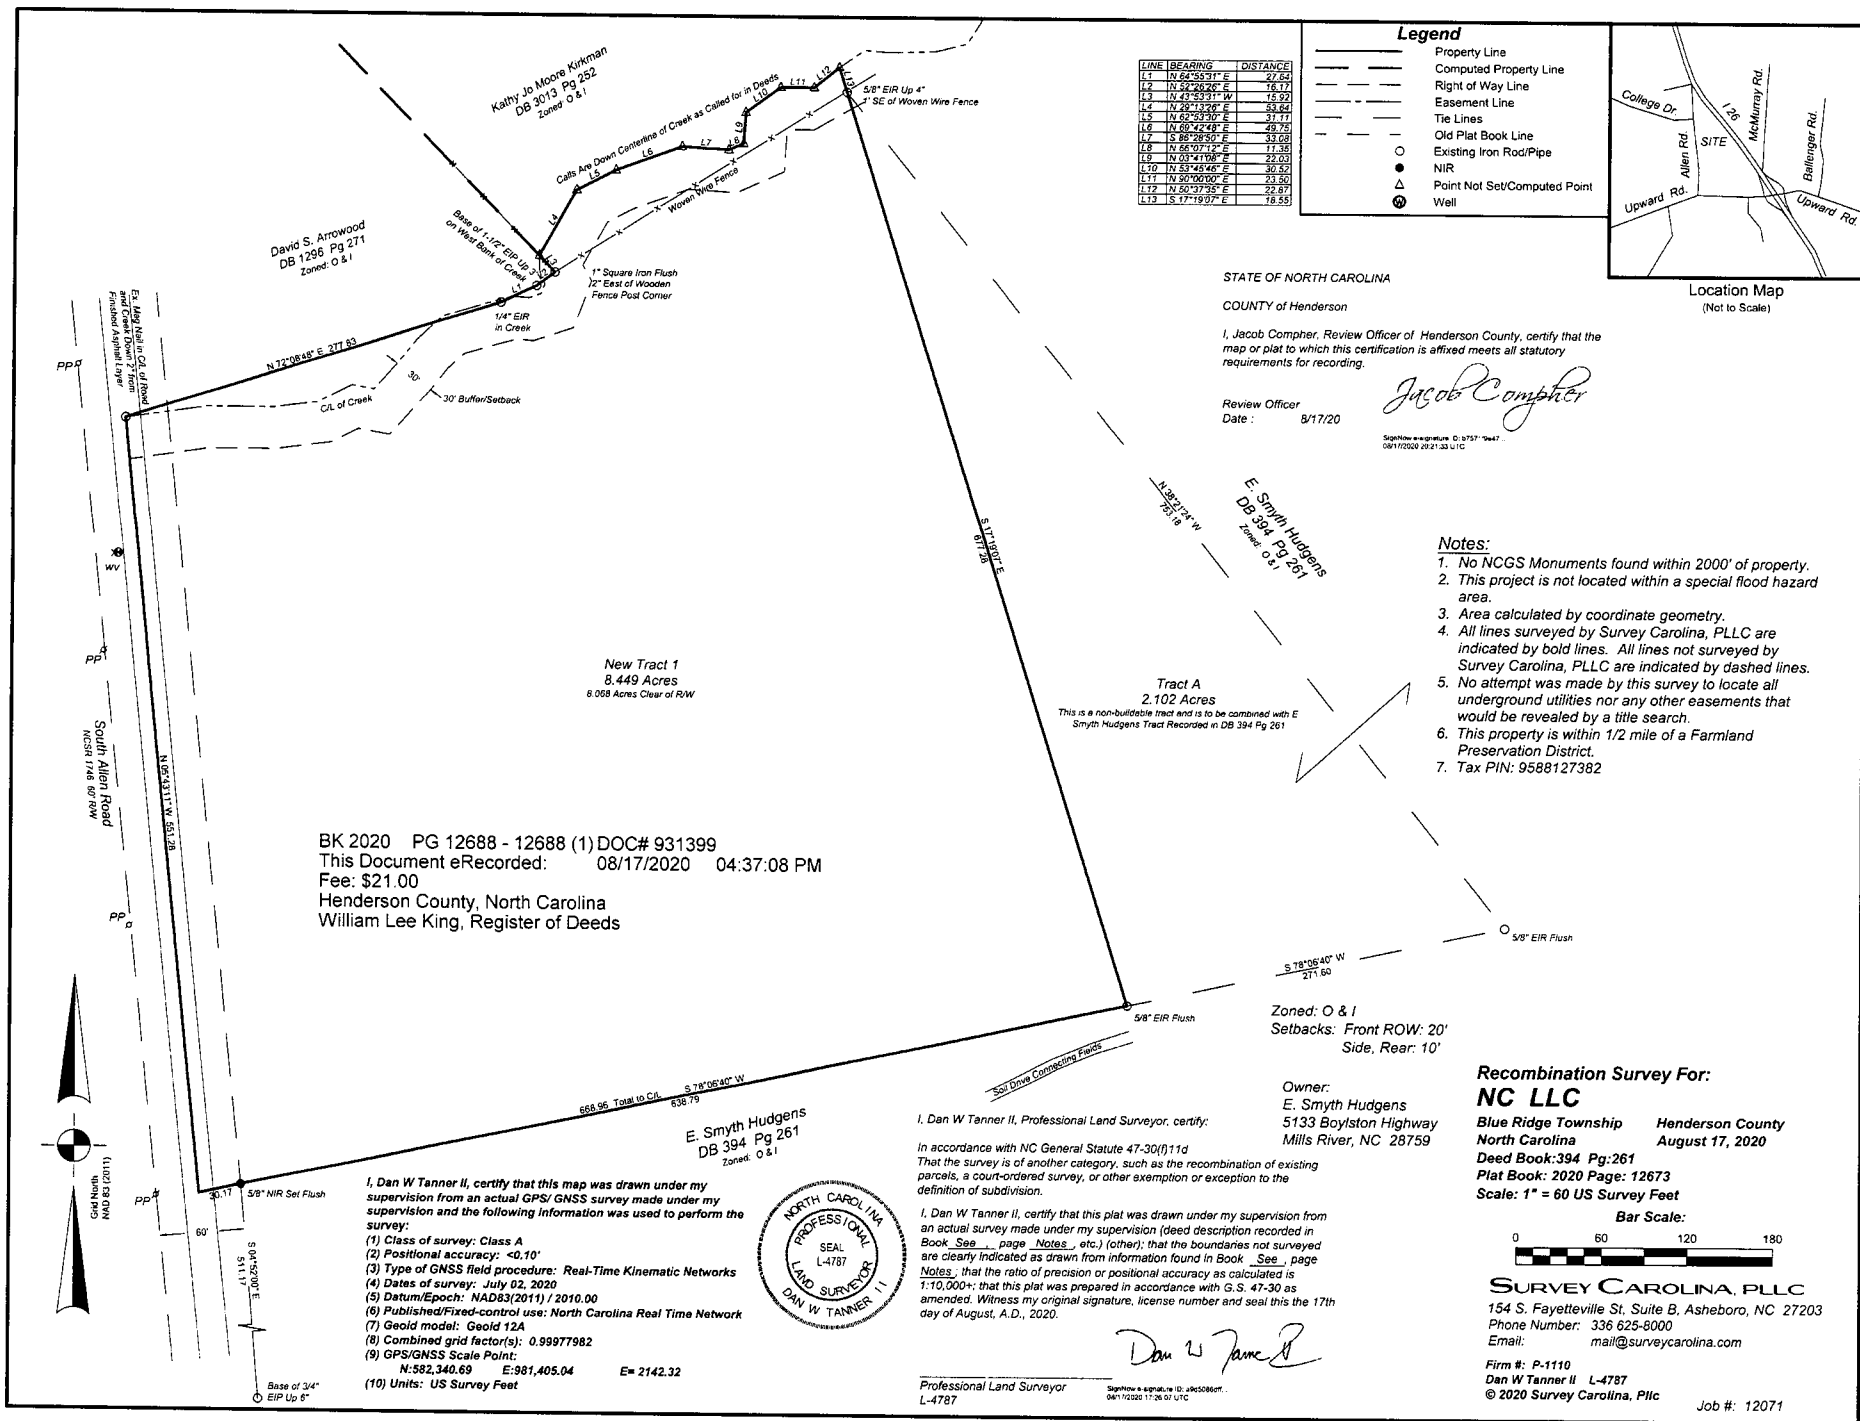 Kathy Jo Moore Kirkman
DB 3013 Pg 252
Zoned: O & I
Calls Are Down Centerline of Creek as Called for in Deeds
5/8" EIR Up 4"
1' SE of Woven Wire Fence
Woven Wire Fence
L1
L2
L3
L4
L5
L6
L7
L8
L9
L10
L11
L12
L13
David S. Arrowood
DB 1296 Pg 271
Zoned: O & I
Base of 1-1/2" EIP Up 3"
on West Bank of Creek
1" Square Iron Flush
2" East of Wooden
Fence Post Corner
1/4" EIR
in Creek
N 72°08'48" E 277.83
C/L of Creek
30'
30' Buffer/Setback
Ex. Mag Nail in C/L of Road
and Creek Down 2" from
Finished Asphalt Layer
PP
WV
PP
South Allen Road
NCSR 1746 60' R/W
N 05°43'11" W 551.28
PP
PP
LINE BEARING DISTANCE
L1 N 64°55'31" E 27.54
L2 N 52°26'26" E 16.17
L3 N 43°53'31" W 15.92
L4 N 29°13'26" E 53.64
L5 N 62°53'30" E 31.11
L6 N 69°42'48" E 49.75
L7 S 86°28'50" E 33.08
L8 N 66°07'12" E 11.35
L9 N 03°41'08" E 22.03
L10 N 53°45'46" E 30.52
L11 N 90°00'00" E 23.50
L12 N 50°37'35" E 22.87
L13 S 17°19'07" E 18.55
Legend
Property Line
Computed Property Line
Right of Way Line
Easement Line
Tie Lines
Old Plat Book Line
Existing Iron Rod/Pipe
NIR
Point Not Set/Computed Point
Well
College Dr.
I 26
McMurray Rd.
SITE
Allen Rd.
Ballenger Rd.
Upward Rd.
Upward Rd.
Location Map
(Not to Scale)
STATE OF NORTH CAROLINA
COUNTY of Henderson
I, Jacob Compher, Review Officer of Henderson County, certify that the
map or plat to which this certification is affixed meets all statutory
requirements for recording.
Jacob Compher
Review Officer
Date : 8/17/20
08/17/2020 20:21:33 UTC
S 17°19'07" E
677.28
N 38°21'24" W
753.18
E. Smyth Hudgens
DB 394 Pg 261
Zoned: O & I
Notes:
1. No NCGS Monuments found within 2000' of property.
2. This project is not located within a special flood hazard
area.
3. Area calculated by coordinate geometry.
4. All lines surveyed by Survey Carolina, PLLC are
indicated by bold lines. All lines not surveyed by
Survey Carolina, PLLC are indicated by dashed lines.
5. No attempt was made by this survey to locate all
underground utilities nor any other easements that
would be revealed by a title search.
6. This property is within 1/2 mile of a Farmland
Preservation District.
7. Tax PIN: 9588127382
New Tract 1
8.449 Acres
8.068 Acres Clear of R/W
Tract A
2.102 Acres
This is a non-buildable tract and is to be combined with E
Smyth Hudgens Tract Recorded in DB 394 Pg 261
BK 2020 PG 12688 - 12688 (1) DOC# 931399
This Document eRecorded: 08/17/2020 04:37:08 PM
Fee: $21.00
Henderson County, North Carolina
William Lee King, Register of Deeds
5/8" EIR Flush
S 78°06'40" W
271.60
5/8" EIR Flush
Soil Drive Connecting Fields
668.96 Total to C/L
S 78°06'40" W
638.79
E. Smyth Hudgens
DB 394 Pg 261
Zoned: O & I
30.17
5/8" NIR Set Flush
60'
S 04°52'00" E
511.17
Base of 3/4"
EIP Up 6"
Grid North
NAD 83 (2011)
Zoned: O & I
Setbacks: Front ROW: 20'
Side, Rear: 10'
Owner:
E. Smyth Hudgens
5133 Boylston Highway
Mills River, NC 28759
I, Dan W Tanner II, certify that this map was drawn under my
supervision from an actual GPS/ GNSS survey made under my
supervision and the following information was used to perform the
survey:
(1) Class of survey: Class A
(2) Positional accuracy: <0.10'
(3) Type of GNSS field procedure: Real-Time Kinematic Networks
(4) Dates of survey: July 02, 2020
(5) Datum/Epoch: NAD83(2011) / 2010.00
(6) Published/Fixed-control use: North Carolina Real Time Network
(7) Geoid model: Geoid 12A
(8) Combined grid factor(s): 0.99977982
(9) GPS/GNSS Scale Point:
N:582,340.69 E:981,405.04 E= 2142.32
(10) Units: US Survey Feet
NORTH CAROLINA
PROFESSIONAL
SEAL
L-4787
LAND SURVEYOR
DAN W TANNER II
I, Dan W Tanner II, Professional Land Surveyor, certify:
In accordance with NC General Statute 47-30(f)11d
That the survey is of another category, such as the recombination of existing
parcels, a court-ordered survey, or other exemption or exception to the
definition of subdivision.
I, Dan W Tanner II, certify that this plat was drawn under my supervision from
an actual survey made under my supervision (deed description recorded in
Book See , page Notes , etc.) (other); that the boundaries not surveyed
are clearly indicated as drawn from information found in Book See , page
Notes ; that the ratio of precision or positional accuracy as calculated is
1:10,000+; that this plat was prepared in accordance with G.S. 47-30 as
amended. Witness my original signature, license number and seal this the 17th
day of August, A.D., 2020.
Professional Land Surveyor
L-4787
08/17/2020 17:26:07 UTC
Recombination Survey For:
NC LLC
Blue Ridge Township Henderson County
North Carolina August 17, 2020
Deed Book:394 Pg:261
Plat Book: 2020 Page: 12673
Scale: 1" = 60 US Survey Feet
Bar Scale:
0 60 120 180
SURVEY CAROLINA, PLLC
154 S. Fayetteville St, Suite B, Asheboro, NC 27203
Phone Number: 336 625-8000
Email: mail@surveycarolina.com
Firm #: P-1110
Dan W Tanner II L-4787
© 2020 Survey Carolina, Pllc
Job #: 12071